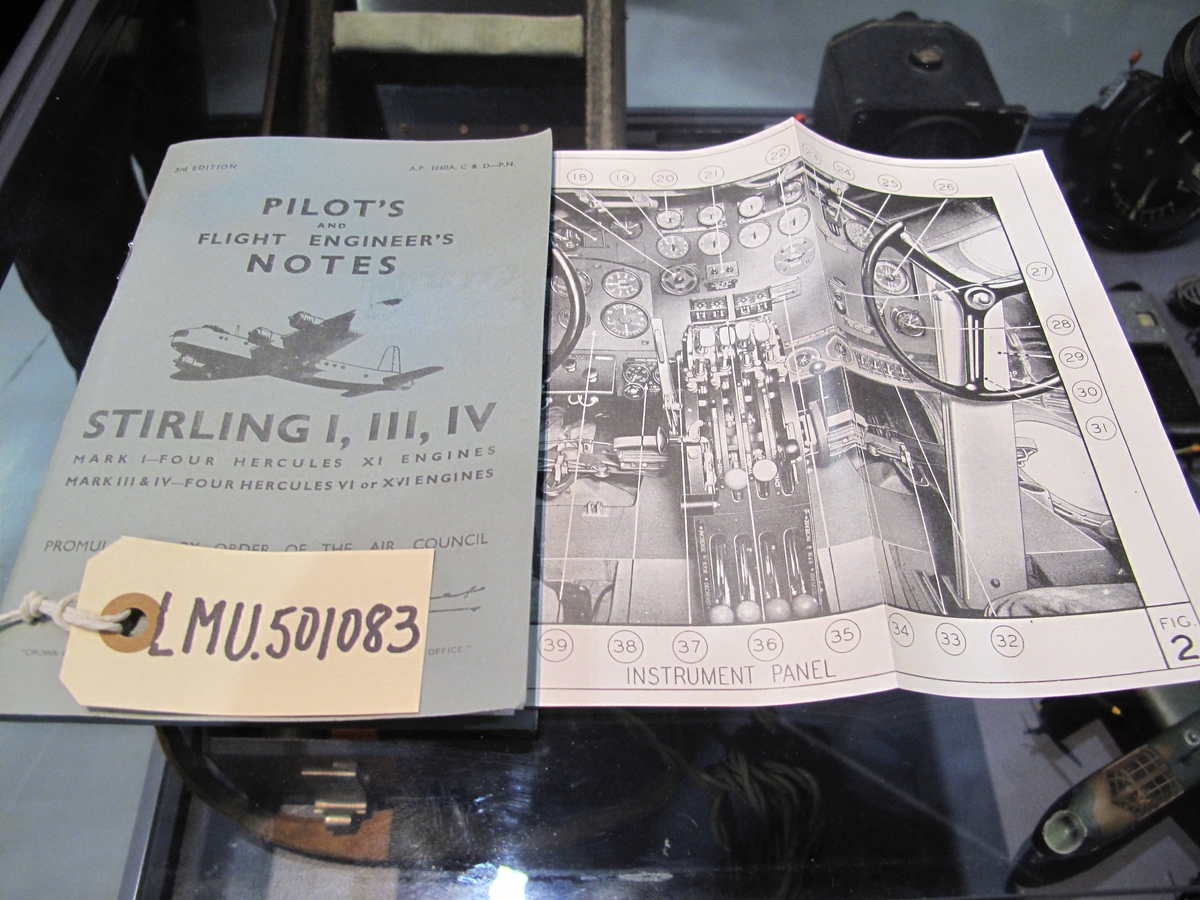 3rd EDITION
A.P. 1660A, C & D—P.N.
PILOT'S
AND
FLIGHT ENGINEER'S
NOTES
STIRLING I, III, IV
MARK I—FOUR HERCULES XI ENGINES
MARK III & IV—FOUR HERCULES VI or XVI ENGINES
PROMUL BY ORDER OF THE AIR COUNCIL
"CROWN
OFFICE."
LMU.501083
18 19 20 21 22 23 24 25 26
27
28
29
30
31
39 38 37 36 35 34 33 32
INSTRUMENT PANEL
FIG.
2